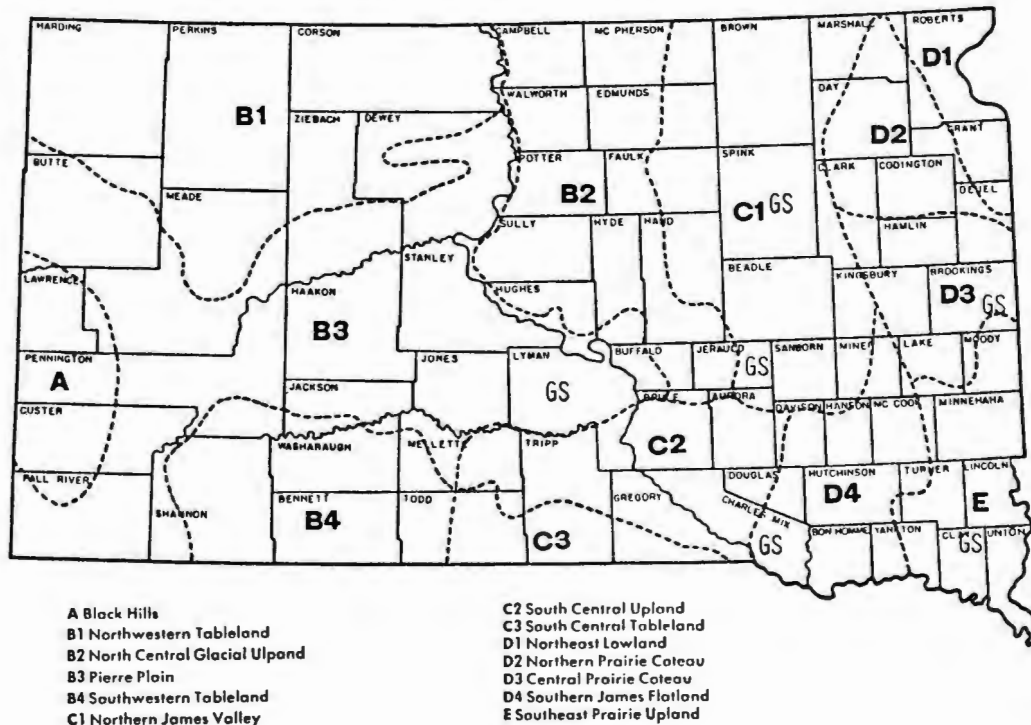 HARDING
PERKINS
CORSON
CAMPBELL
MC PHERSON
BROWN
MARSHALL
ROBERTS
D1
WALWORTH
EDMUNDS
DAY
B1
ZIEBACH
DEWEY
D2
GRANT
BUTTE
POTTER
FAULK
SPINK
CLARK
CODINGTON
MEADE
B2
C1 GS
DEUEL
SULLY
HYDE
HAND
HAMLIN
STANLEY
BEADLE
KINGSBURY
BROOKINGS
LAWRENCE
HAAKON
HUGHES
D3
GS
B3
PENNINGTON
JONES
LYMAN
BUFFALO
JERAULD
GS
SANBORN
MINER
LAKE
MOODY
A
JACKSON
GS
CUSTER
BRULE
AURORA
DAVISON
HANSON
MC COOK
MINNEHAHA
WASHABAUGH
MELLETTE
TRIPP
C2
FALL RIVER
DOUGLAS
HUTCHINSON
TURNER
LINCOLN
SHANNON
BENNETT
TODD
GREGORY
CHARLES MIX
D4
E
B4
C3
GS
BON HOMME
YANKTON
CLAY
GS
UNION
A Black Hills
B1 Northwestern Tableland
B2 North Central Glacial Ulpand
B3 Pierre Plain
B4 Southwestern Tableland
C1 Northern James Valley
C2 South Central Upland
C3 South Central Tableland
D1 Northeast Lowland
D2 Northern Prairie Coteau
D3 Central Prairie Coteau
D4 Southern James Flatland
E Southeast Prairie Upland